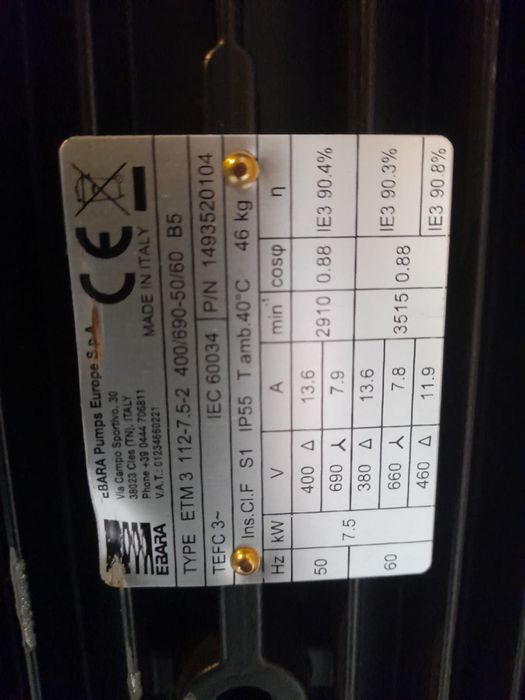 EBARA Pumps Europe S.p.A.
Via Campo Sportivo, 30
38023 Cles (TN), ITALY
Phone +39 0444 706811
V.A.T.: 01234660221
EBARA
CE
MADE IN ITALY
TYPE ETM 3 112-7.5-2 400/690-50/60 B5
TEFC 3~ IEC 60034 P/N 1493520104
Ins.Cl.F S1 IP55 T amb.40°C 46 kg
Hz kW V A min⁻¹ cosφ η
50 7.5 400 Δ 13.6 2910 0.88 IE3 90.4%
690 ⅄ 7.9
60 380 Δ 13.6 3515 0.88 IE3 90.3%
660 ⅄ 7.8
460 Δ 11.9 IE3 90.8%